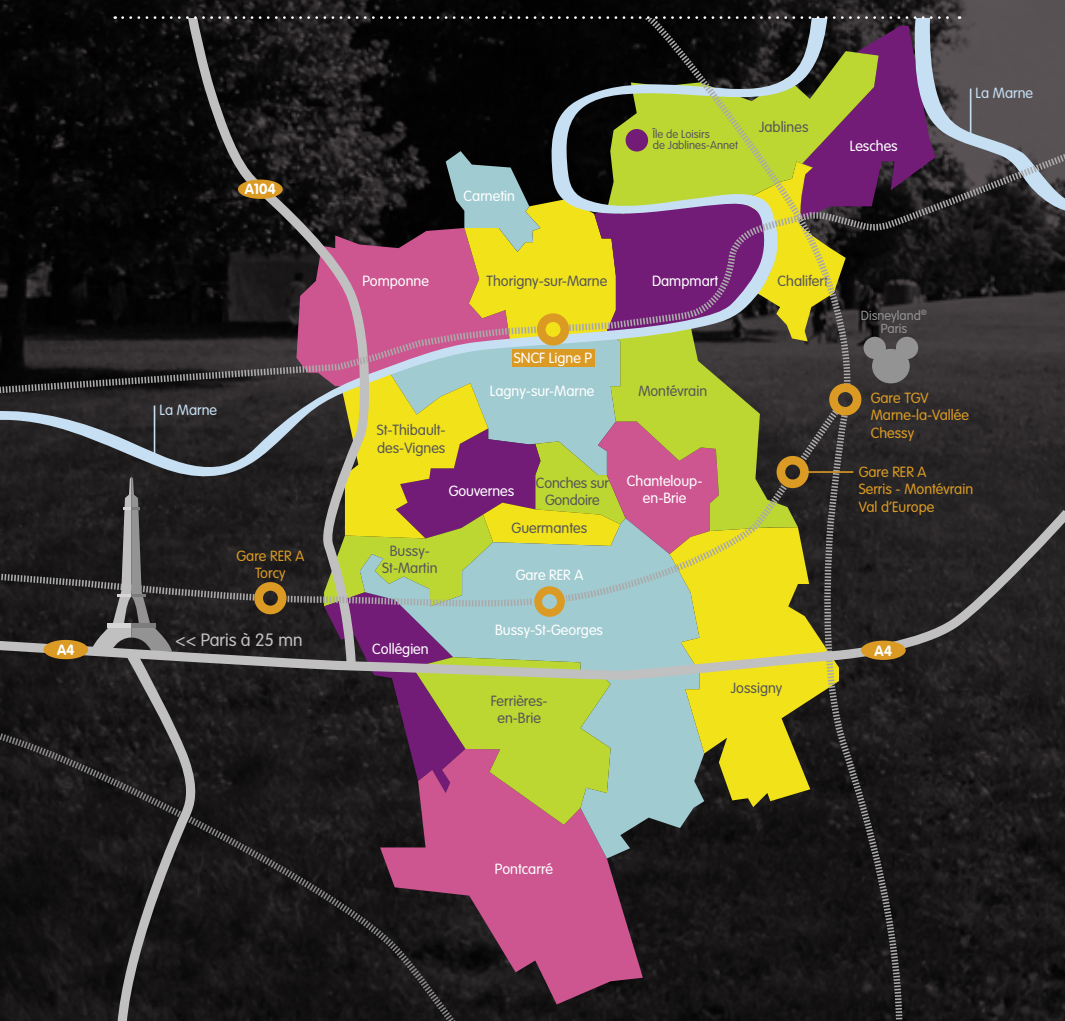 La Marne
Jablines
Île de Loisirs
de Jablines-Annet
Lesches
A104
Carnetin
Pomponne
Thorigny-sur-Marne
Dampmart
Chalifert
Disneyland®
Paris
SNCF Ligne P
Lagny-sur-Marne
Montévrain
Gare TGV
Marne-la-Vallée
Chessy
La Marne
St-Thibault-
des-Vignes
Gouvernes
Conches sur
Gondoire
Chanteloup-
en-Brie
Gare RER A
Serris - Montévrain
Val d'Europe
Guermantes
Bussy-
St-Martin
Gare RER A
Torcy
Gare RER A
Bussy-St-Georges
<< Paris à 25 mn
A4
Collégien
A4
Jossigny
Ferrières-
en-Brie
Pontcarré